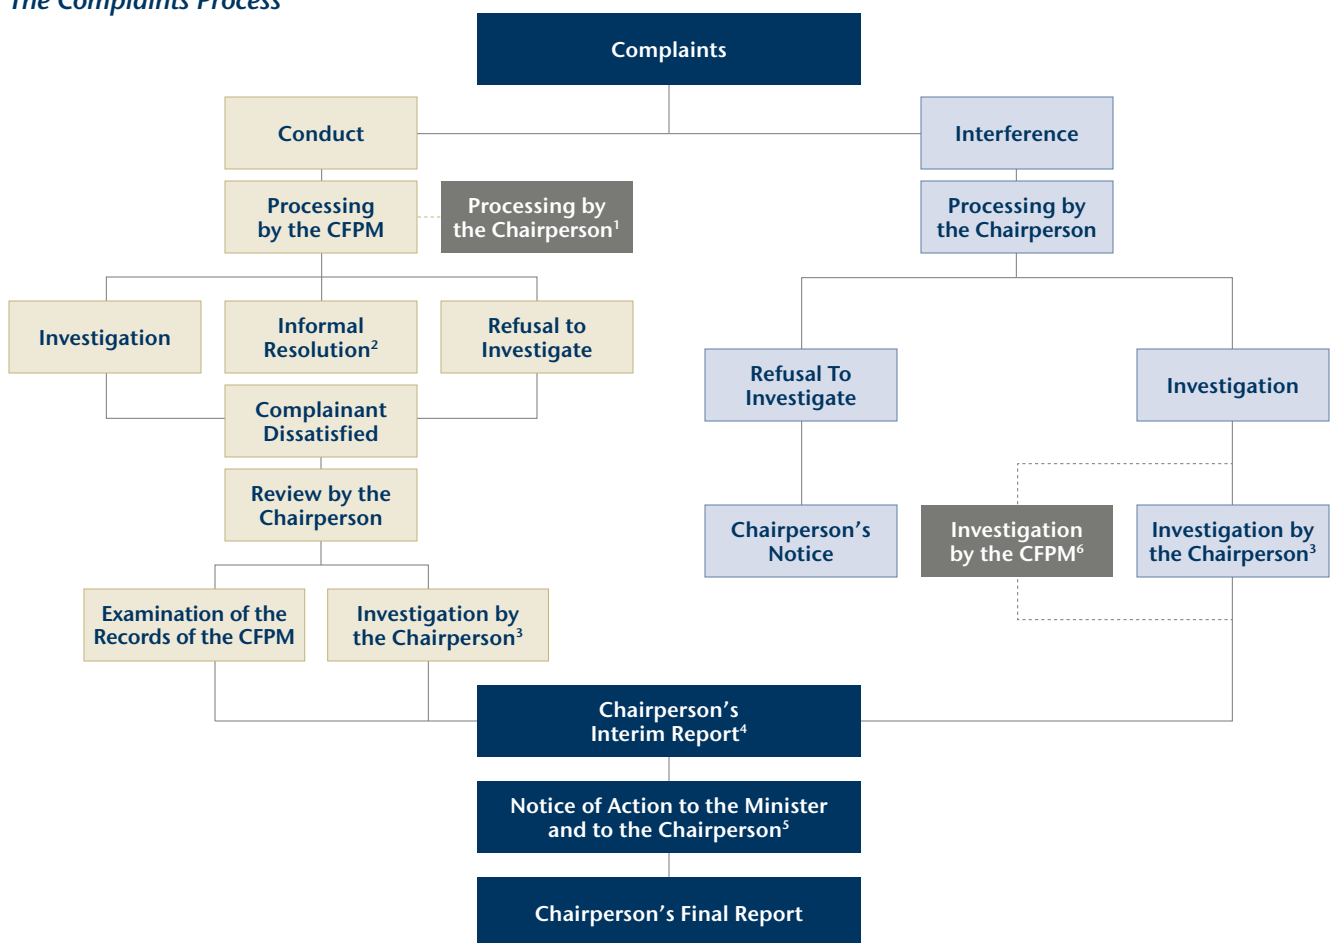 The Complaints Process
Complaints
Conduct
Interference
Processing
by the CFPM
Processing by
the Chairperson¹
Processing by
the Chairperson
Investigation
Informal
Resolution²
Refusal to
Investigate
Refusal To
Investigate
Investigation
Complainant
Dissatisfied
Review by the
Chairperson
Chairperson’s
Notice
Investigation
by the CFPM⁶
Investigation by
the Chairperson³
Examination of the
Records of the CFPM
Investigation by
the Chairperson³
Chairperson’s
Interim Report⁴
Notice of Action to the Minister
and to the Chairperson⁵
Chairperson’s Final Report